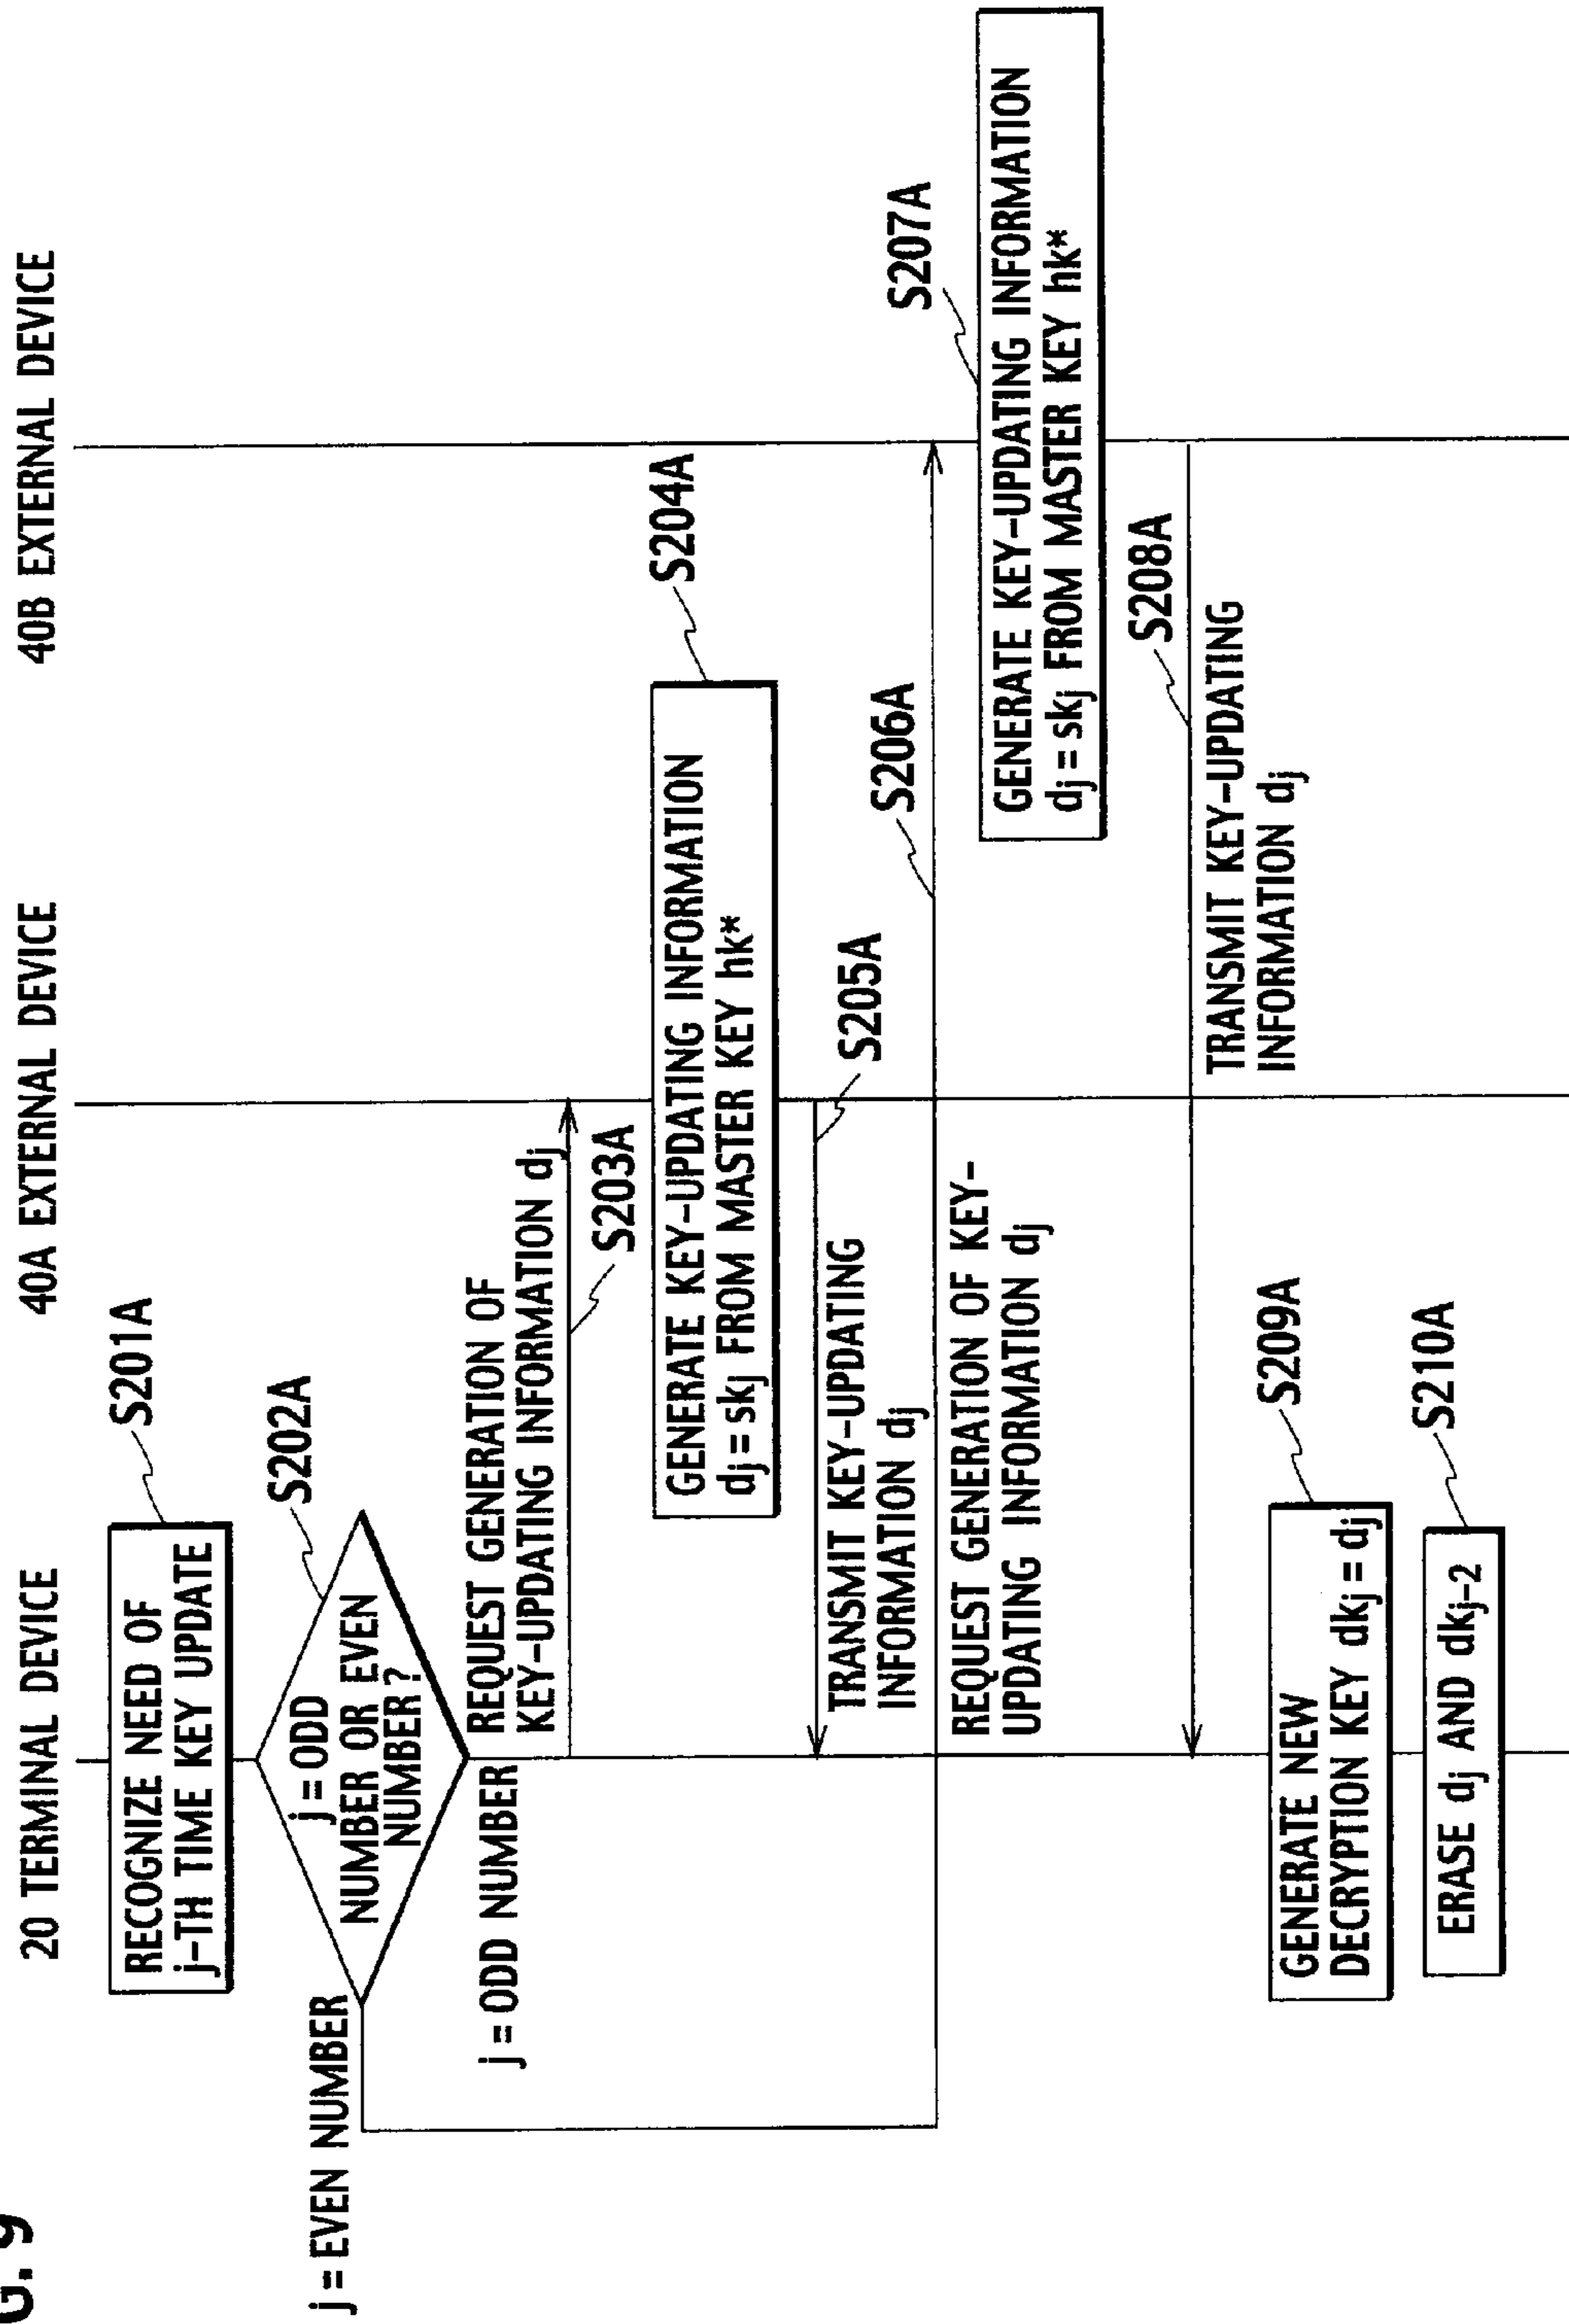 G. 9
20 TERMINAL DEVICE
40A EXTERNAL DEVICE
40B EXTERNAL DEVICE
RECOGNIZE NEED OF
j-TH TIME KEY UPDATE
S201A
j = EVEN NUMBER
j = ODD
NUMBER OR EVEN
NUMBER?
S202A
j = ODD NUMBER
REQUEST GENERATION OF
KEY-UPDATING INFORMATION dj
S203A
GENERATE KEY-UPDATING INFORMATION
dj = skj FROM MASTER KEY hk*
S204A
TRANSMIT KEY-UPDATING
INFORMATION dj
S205A
S206A
REQUEST GENERATION OF KEY-
UPDATING INFORMATION dj
GENERATE KEY-UPDATING INFORMATION
dj = skj FROM MASTER KEY hk*
S207A
S208A
TRANSMIT KEY-UPDATING
INFORMATION dj
GENERATE NEW
DECRYPTION KEY dkj = dj
S209A
ERASE dj AND dkj-2
S210A